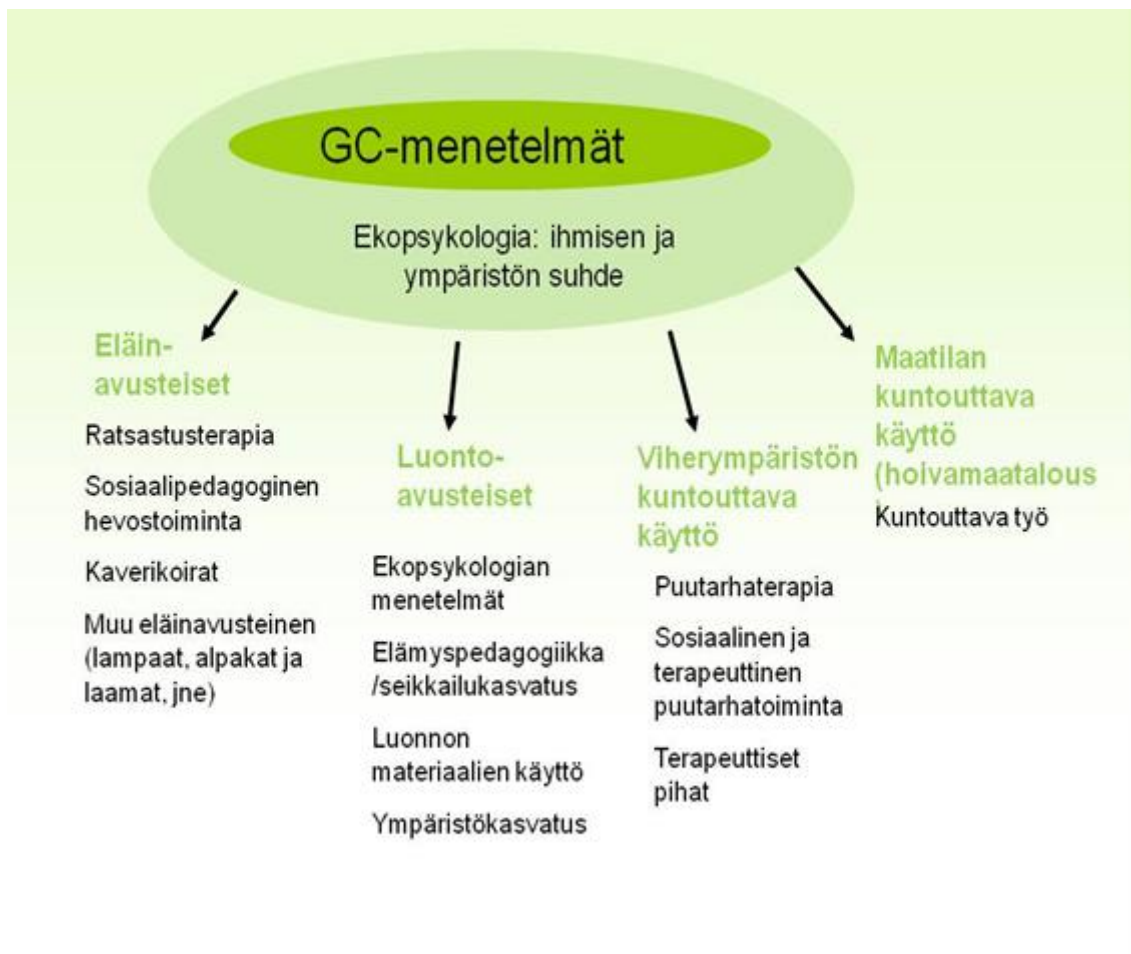 GC-menetelmät
Ekopsykologia: ihmisen ja
ympäristön suhde
Eläin-
avusteiset
Ratsastusterapia
Sosiaalipedagoginen
hevostoiminta
Kaverikoirat
Muu eläinavusteinen
(lampaat, alpakat ja
laamat, jne)
Luonto-
avusteiset
Ekopsykologian
menetelmät
Elämyspedagogiikka
/seikkailukasvatus
Luonnon
materiaalien käyttö
Ympäristökasvatus
Viherympäristön
kuntouttava
käyttö
Puutarhaterapia
Sosiaalinen ja
terapeuttinen
puutarhatoiminta
Terapeuttiset
pihat
Maatilan
kuntouttava
käyttö
(hoivamaatalous
)
Kuntouttava työ